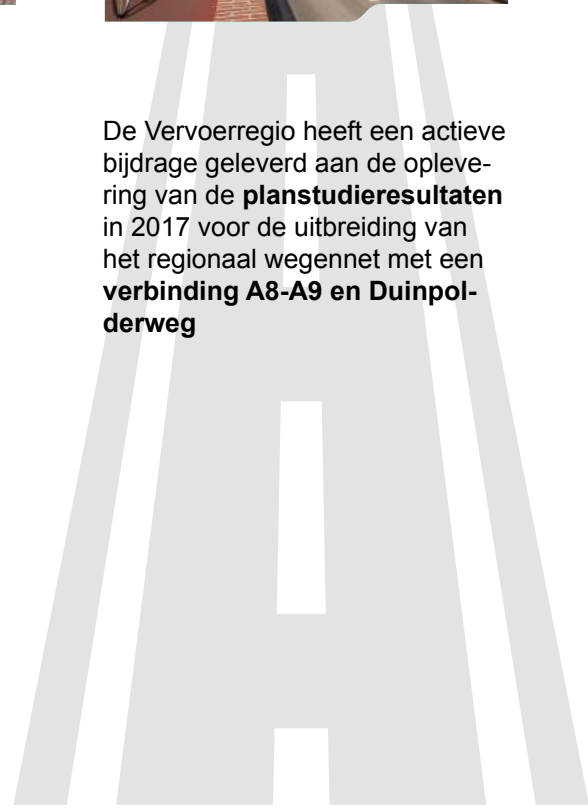 De Vervoerregio heeft een actieve
bijdrage geleverd aan de opleve-
ring van de planstudieresultaten
in 2017 voor de uitbreiding van
het regionaal wegennet met een
verbinding A8-A9 en Duinpol-
derweg